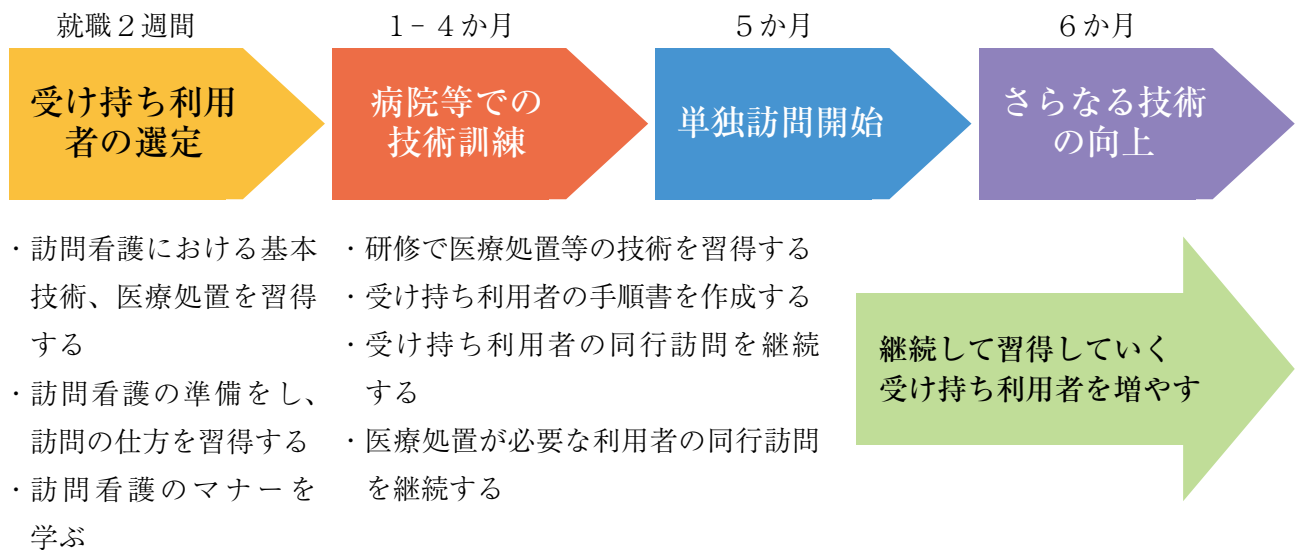 就職２週間
１−４か月
５か月
６か月
受け持ち利用
者の選定
病院等での
技術訓練
単独訪問開始
さらなる技術
の向上
・訪問看護における基本
技術、医療処置を習得
する
・訪問看護の準備をし、
訪問の仕方を習得する
・訪問看護のマナーを
学ぶ
・研修で医療処置等の技術を習得する
・受け持ち利用者の手順書を作成する
・受け持ち利用者の同行訪問を継続
する
・医療処置が必要な利用者の同行訪問
を継続する
継続して習得していく
受け持ち利用者を増やす